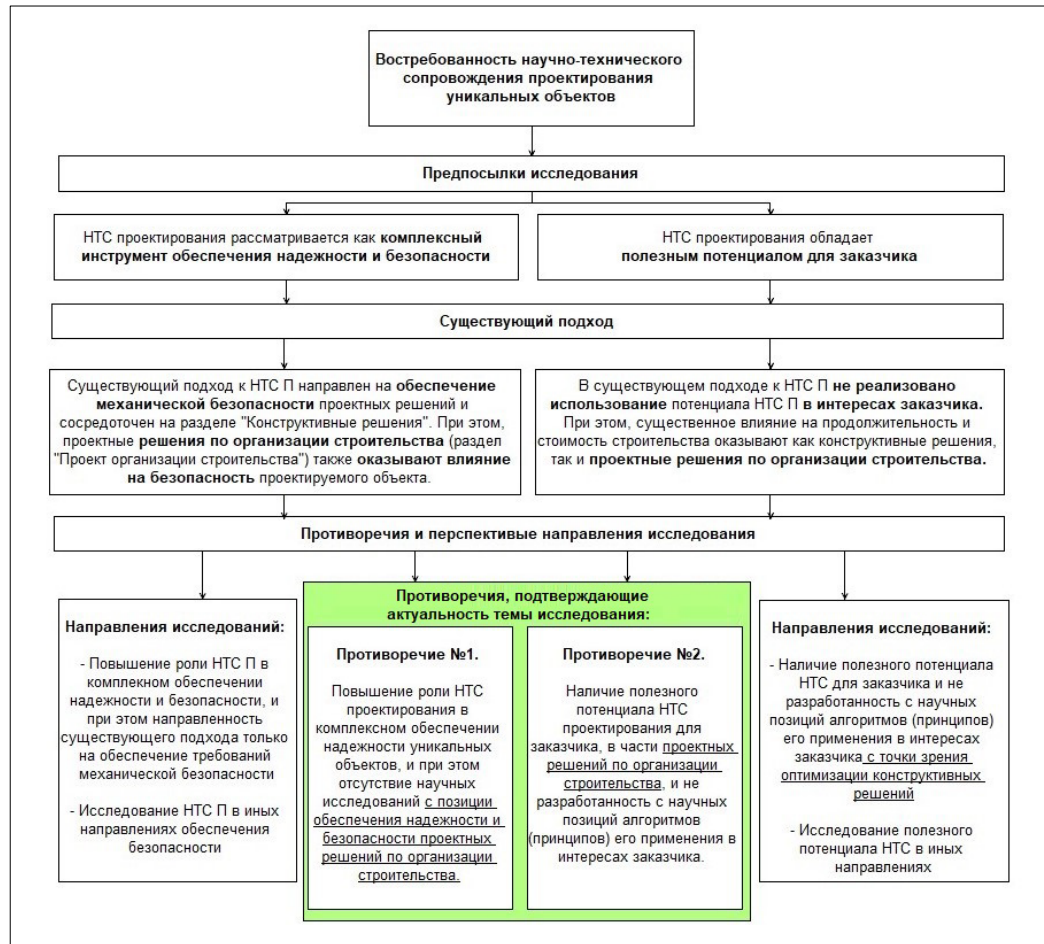 Востребованность научно-технического
сопровождения проектирования
уникальных объектов
Предпосылки исследования
НТС проектирования рассматривается как комплексный
инструмент обеспечения надежности и безопасности
НТС проектирования обладает
полезным потенциалом для заказчика
Существующий подход
Существующий подход к НТС П направлен на обеспечение
механической безопасности проектных решений и
сосредоточен на разделе "Конструктивные решения". При этом,
проектные решения по организации строительства (раздел
"Проект организации строительства") также оказывают влияние
на безопасность проектируемого объекта.
В существующем подходе к НТС П не реализовано
использование потенциала НТС П в интересах заказчика.
При этом, существенное влияние на продолжительность и
стоимость строительства оказывают как конструктивные решения,
так и проектные решения по организации строительства.
Противоречия и перспективные направления исследования
Направления исследований:
- Повышение роли НТС П в
комплексном обеспечении
надежности и безопасности, и
при этом направленность
существующего подхода только
на обеспечение требований
механической безопасности
- Исследование НТС П в иных
направлениях обеспечения
безопасности
Противоречия, подтверждающие
актуальность темы исследования:
Противоречие №1.
Повышение роли НТС
проектирования в
комплексном обеспечении
надежности уникальных
объектов, и при этом
отсутствие научных
исследований с позиции
обеспечения надежности и
безопасности проектных
решений по организации
строительства.
Противоречие №2.
Наличие полезного
потенциала НТС
проектирования для
заказчика, в части проектных
решений по организации
строительства, и не
разработанность с научных
позиций алгоритмов
(принципов) его применения в
интересах заказчика.
Направления исследований:
- Наличие полезного потенциала
НТС для заказчика и не
разработанность с научных
позиций алгоритмов (принципов)
его применения в интересах
заказчика с точки зрения
оптимизации конструктивных
решений
- Исследование полезного
потенциала НТС в иных
направлениях